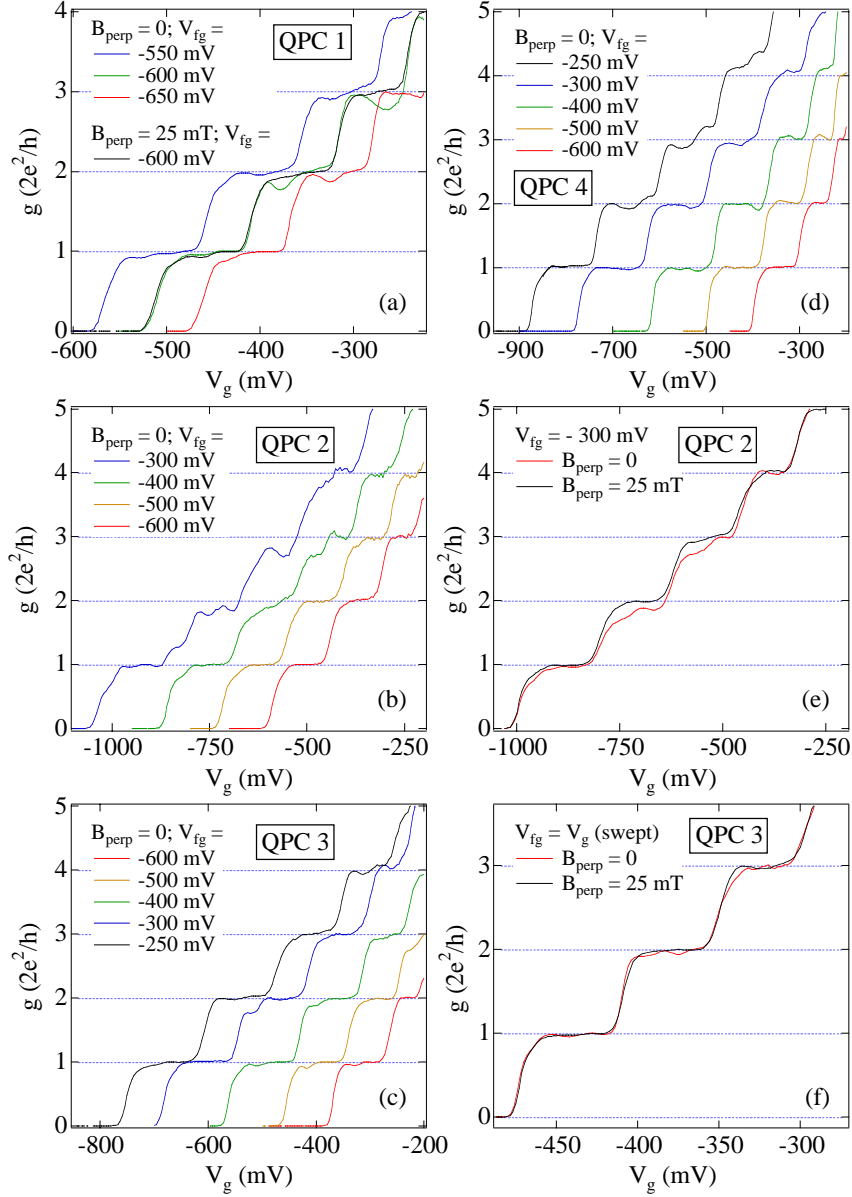 4
3
2
1
0
g (2e²/h)
B_perp = 0; V_fg =
-550 mV
-600 mV
-650 mV
B_perp = 25 mT; V_fg =
-600 mV
QPC 1
(a)
-600
-500
-400
-300
V_g (mV)
5
4
3
2
1
0
g (2e²/h)
B_perp = 0; V_fg =
-250 mV
-300 mV
-400 mV
-500 mV
-600 mV
QPC 4
(d)
-900
-700
-500
-300
V_g (mV)
5
4
3
2
1
0
g (2e²/h)
B_perp = 0; V_fg =
-300 mV
-400 mV
-500 mV
-600 mV
QPC 2
(b)
-1000
-750
-500
-250
V_g (mV)
5
4
3
2
1
0
g (2e²/h)
V_fg = - 300 mV
B_perp = 0
B_perp = 25 mT
QPC 2
(e)
-1000
-750
-500
-250
V_g (mV)
5
4
3
2
1
0
g (2e²/h)
B_perp = 0; V_fg =
-600 mV
-500 mV
-400 mV
-300 mV
-250 mV
QPC 3
(c)
-800
-600
-400
-200
V_g (mV)
3
2
1
0
g (2e²/h)
V_fg = V_g (swept)
B_perp = 0
B_perp = 25 mT
QPC 3
(f)
-450
-400
-350
-300
V_g (mV)